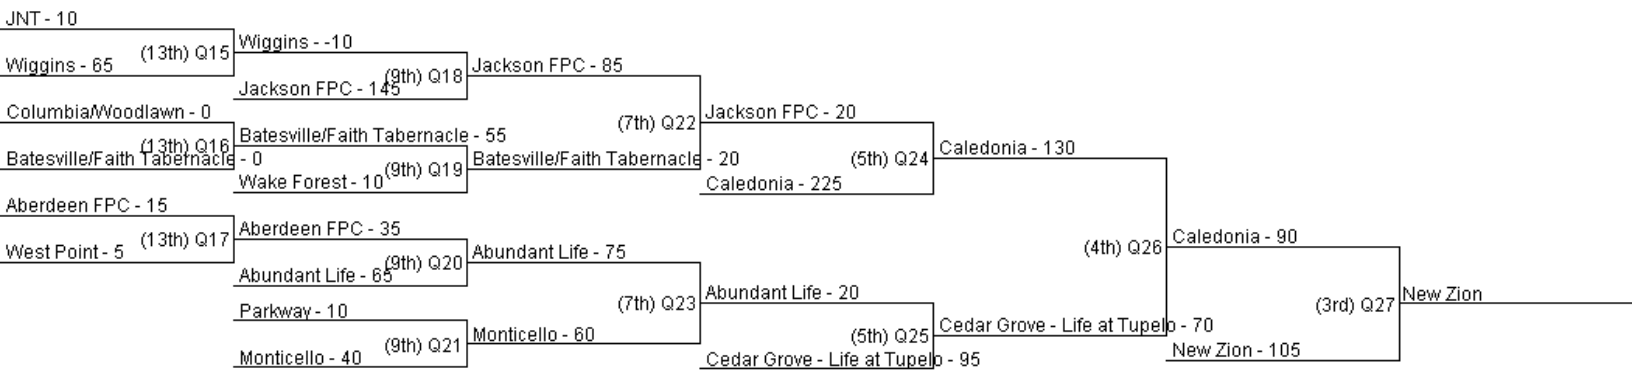 JNT - 10
Wiggins - 65
(13th) Q15
Wiggins - -10
Jackson FPC - 145
(9th) Q18
Jackson FPC - 85
Columbia/Woodlawn - 0
Batesville/Faith Tabernacle - 0
(13th) Q16
Batesville/Faith Tabernacle - 55
Wake Forest - 10
(9th) Q19
Batesville/Faith Tabernacle - 20
(7th) Q22
Jackson FPC - 20
Caledonia - 225
(5th) Q24
Caledonia - 130
Aberdeen FPC - 15
West Point - 5
(13th) Q17
Aberdeen FPC - 35
Abundant Life - 65
(9th) Q20
Abundant Life - 75
Parkway - 10
Monticello - 40
(9th) Q21
Monticello - 60
(7th) Q23
Abundant Life - 20
Cedar Grove - Life at Tupelo - 95
(5th) Q25
Cedar Grove - Life at Tupelo - 70
(4th) Q26
Caledonia - 90
New Zion - 105
(3rd) Q27
New Zion